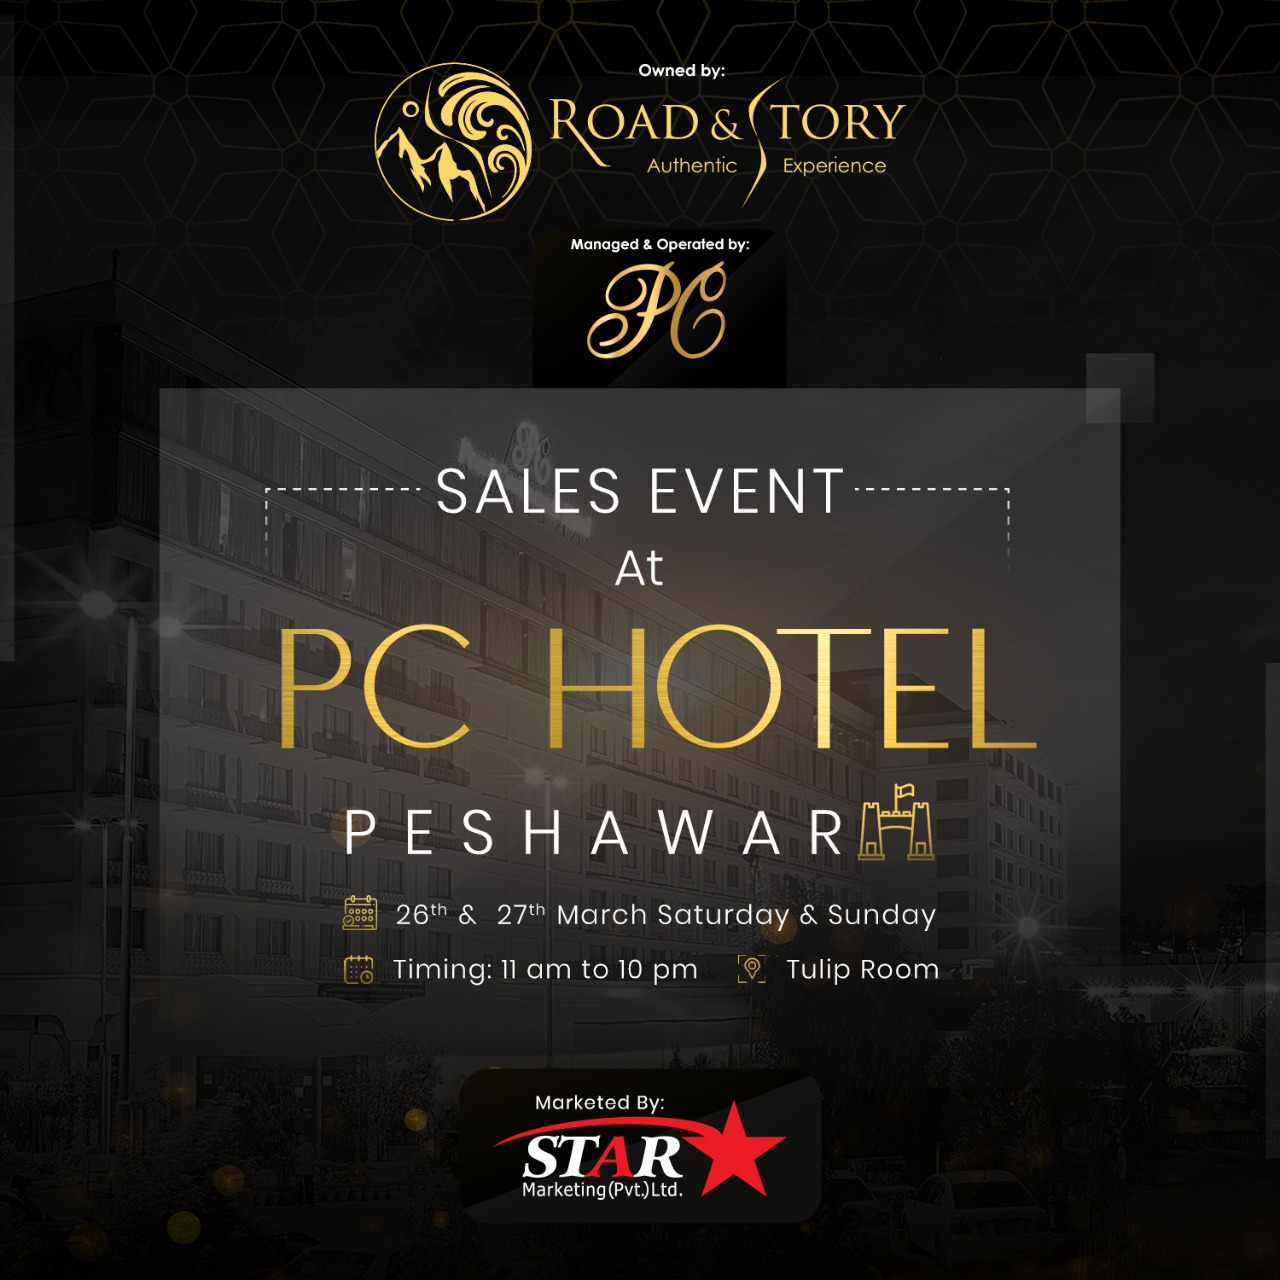 Owned by:
ROAD & STORY
Authentic Experience
Managed & Operated by:
PC
SALES EVENT
At
PC HOTEL
PESHAWAR
26th & 27th March Saturday & Sunday
Timing: 11 am to 10 pm Tulip Room
Marketed By:
STAR
Marketing(Pvt.)Ltd.